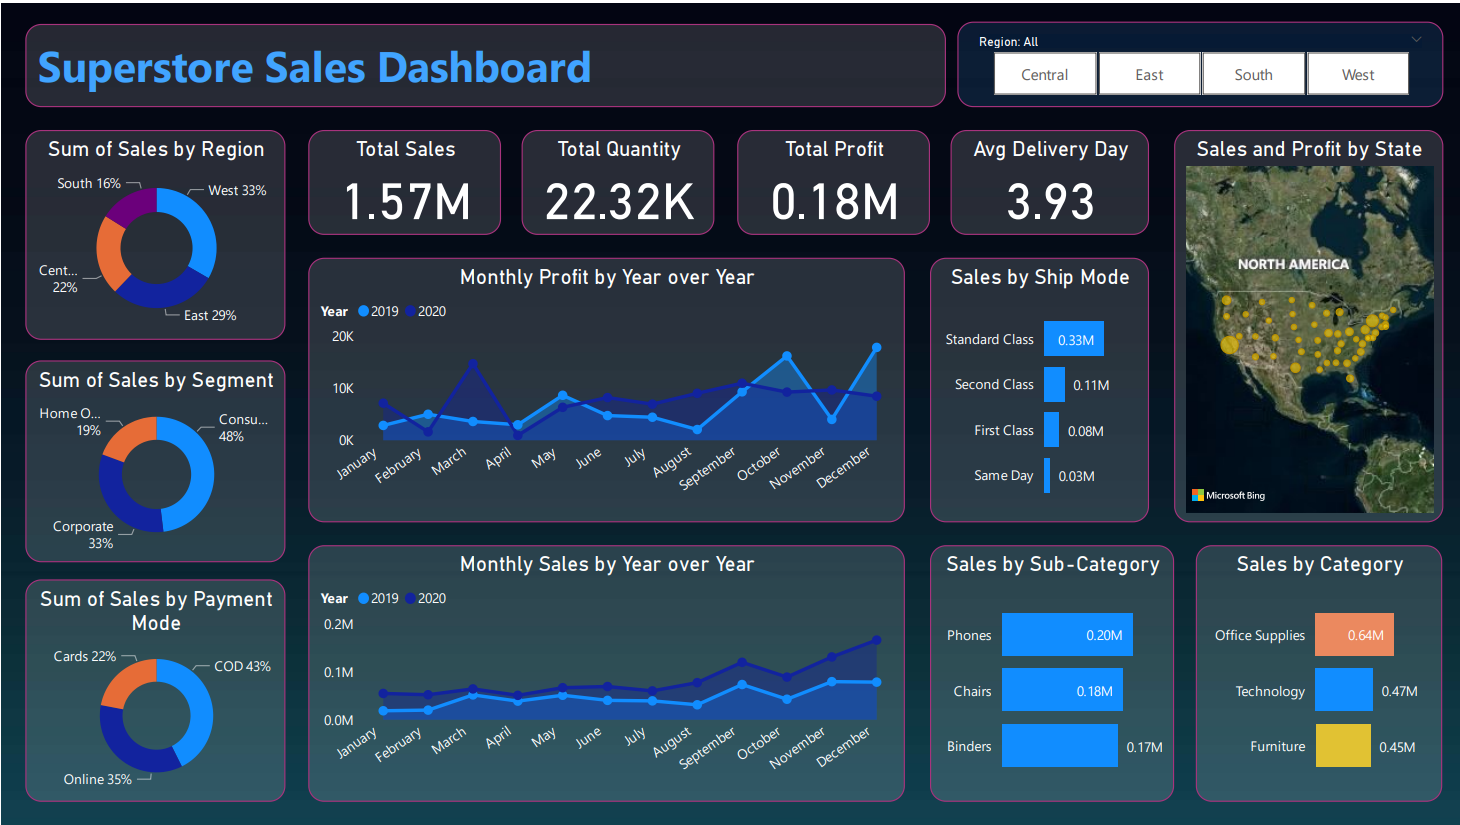 Superstore Sales Dashboard
Region: All
Central East South West
Sum of Sales by Region
South 16%
West 33%
Cent...
22%
East 29%
Total Sales
1.57M
Total Quantity
22.32K
Total Profit
0.18M
Avg Delivery Day
3.93
Sales and Profit by State
NORTH AMERICA
Microsoft Bing
Sum of Sales by Segment
Home O...
19%
Consu...
48%
Corporate
33%
Monthly Profit by Year over Year
Year 2019 2020
20K
10K
0K
January February March April May June July August September October November December
Sales by Ship Mode
Standard Class 0.33M
Second Class 0.11M
First Class 0.08M
Same Day 0.03M
Sum of Sales by Payment
Mode
Cards 22%
COD 43%
Online 35%
Monthly Sales by Year over Year
Year 2019 2020
0.2M
0.1M
0.0M
January February March April May June July August September October November December
Sales by Sub-Category
Phones 0.20M
Chairs 0.18M
Binders 0.17M
Sales by Category
Office Supplies 0.64M
Technology 0.47M
Furniture 0.45M